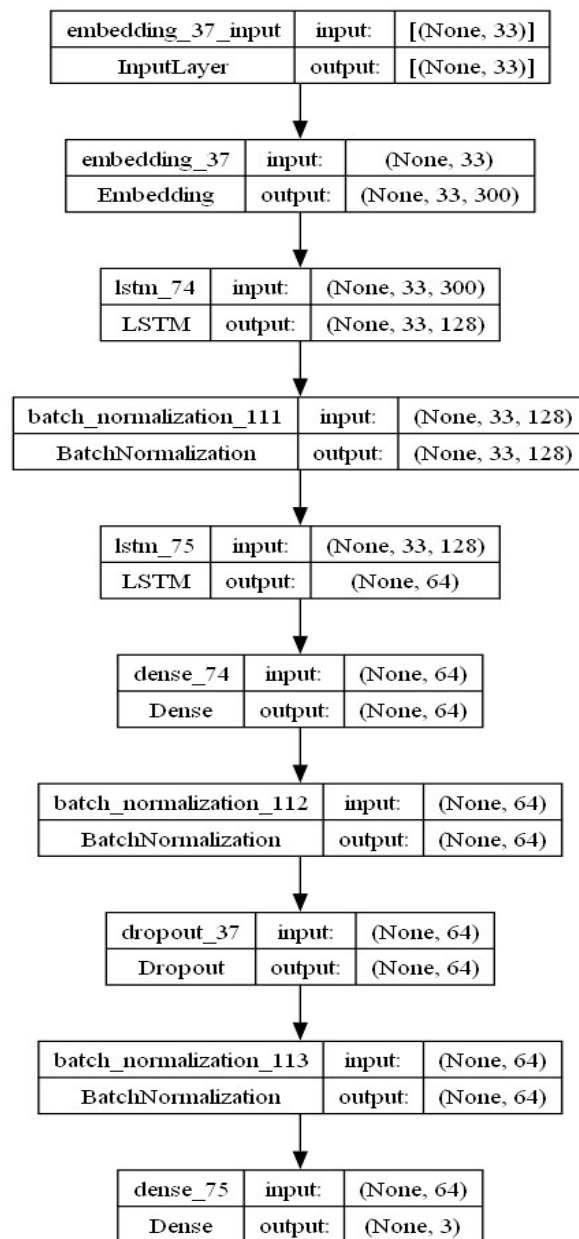 embedding_37_input input: [(None, 33)]
InputLayer output: [(None, 33)]
embedding_37 input: (None, 33)
Embedding output: (None, 33, 300)
lstm_74 input: (None, 33, 300)
LSTM output: (None, 33, 128)
batch_normalization_111 input: (None, 33, 128)
BatchNormalization output: (None, 33, 128)
lstm_75 input: (None, 33, 128)
LSTM output: (None, 64)
dense_74 input: (None, 64)
Dense output: (None, 64)
batch_normalization_112 input: (None, 64)
BatchNormalization output: (None, 64)
dropout_37 input: (None, 64)
Dropout output: (None, 64)
batch_normalization_113 input: (None, 64)
BatchNormalization output: (None, 64)
dense_75 input: (None, 64)
Dense output: (None, 3)